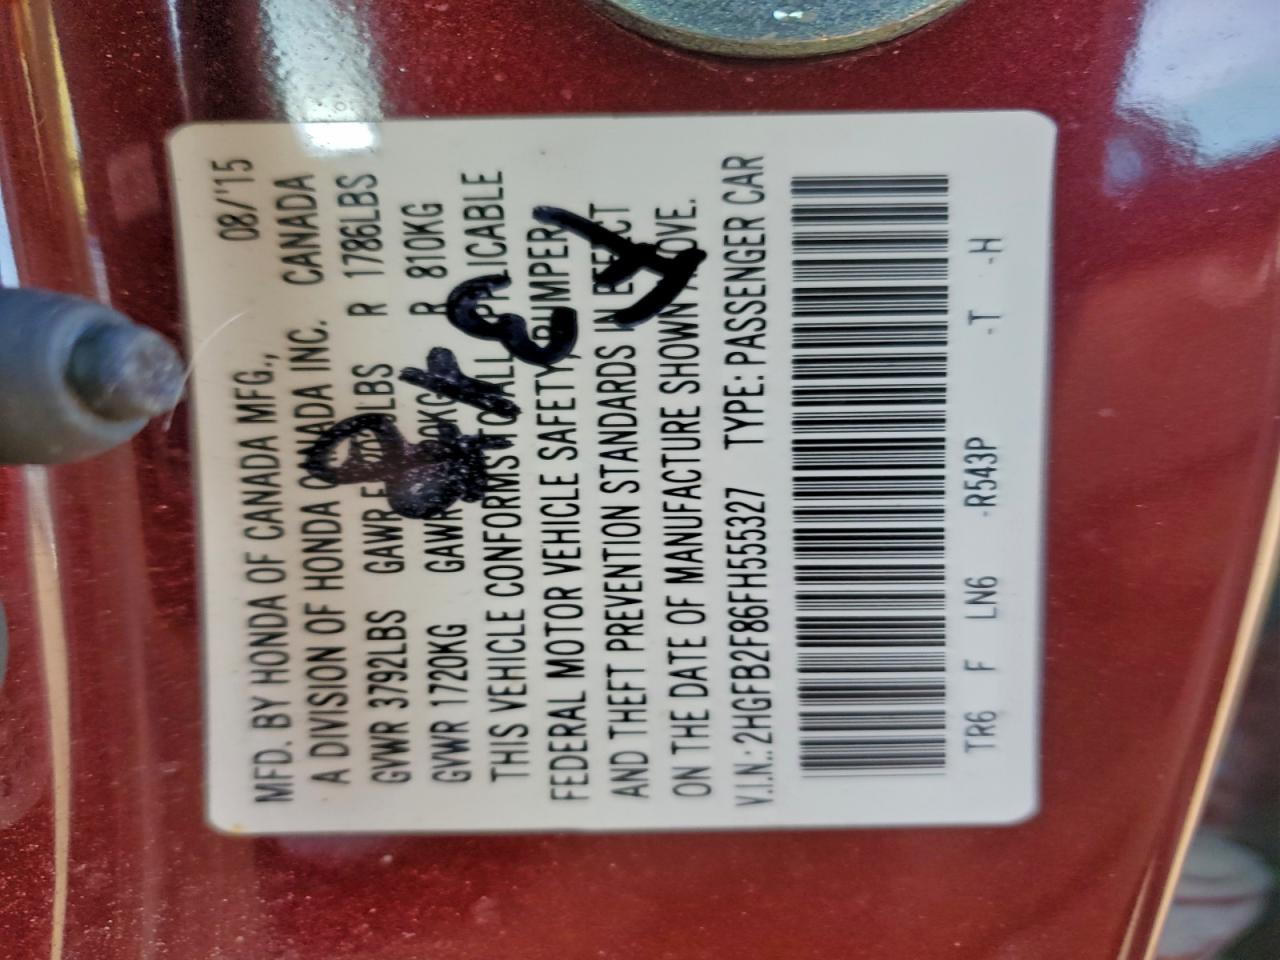 MFD. BY HONDA OF CANADA MFG., 08/'15
A DIVISION OF HONDA CANADA INC. CANADA
GVWR 3792LBS GAWR F LBS R 1786LBS
GVWR 1720KG GAWR KG R 810KG
THIS VEHICLE CONFORMS TO ALL APPLICABLE
FEDERAL MOTOR VEHICLE SAFETY, BUMPER,
AND THEFT PREVENTION STANDARDS IN EFFECT
ON THE DATE OF MANUFACTURE SHOWN ABOVE.
V.I.N.: 2HGFB2F86FH555327 TYPE: PASSENGER CAR
TR6 F LN6 -R543P -T -H